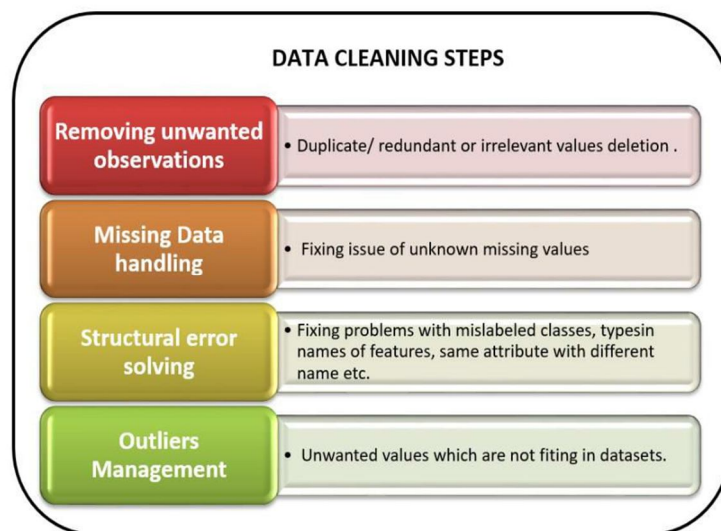 DATA CLEANING STEPS
Removing unwanted
observations
• Duplicate/ redundant or irrelevant values deletion .
Missing Data
handling
• Fixing issue of unknown missing values
Structural error
solving
• Fixing problems with mislabeled classes, typesin
names of features, same attribute with different
name etc.
Outliers
Management
• Unwanted values which are not fiting in datasets.